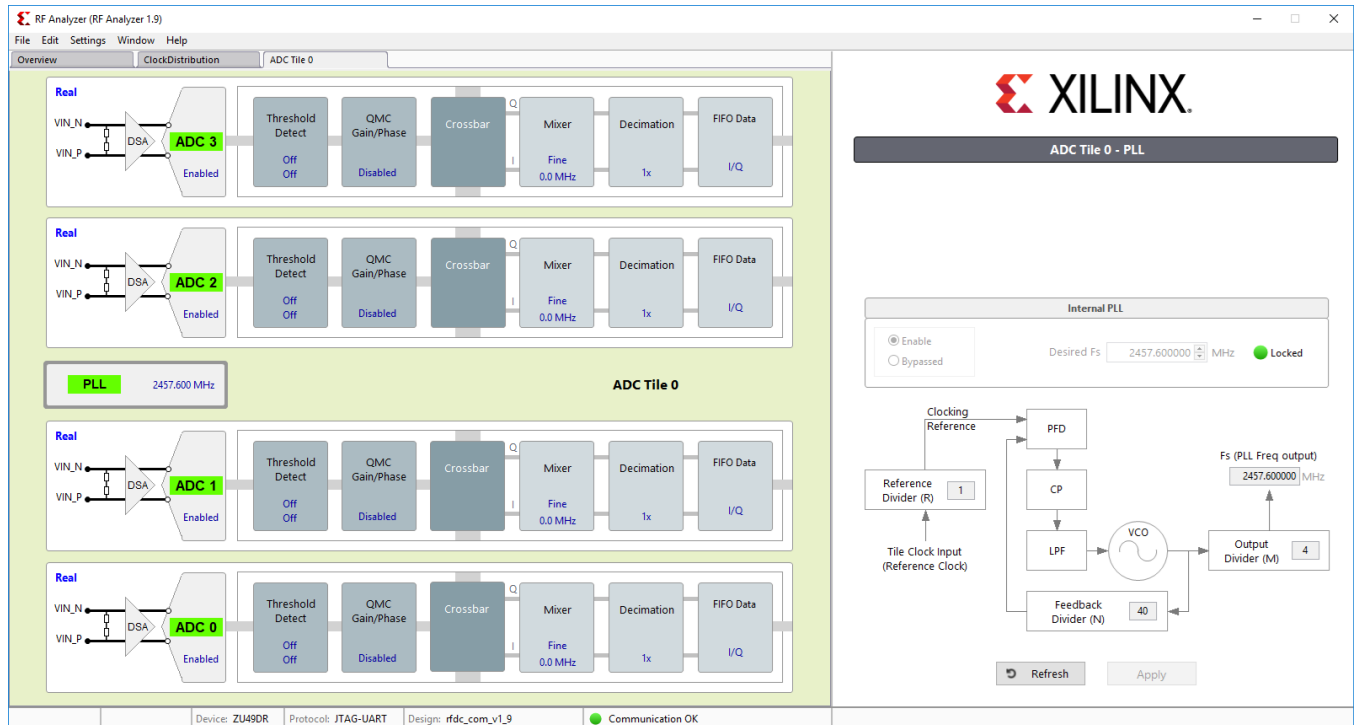 RF Analyzer (RF Analyzer 1.9)
File Edit Settings Window Help
Overview
ClockDistribution
ADC Tile 0
Real
VIN_N
VIN_P
DSA
ADC 3
Enabled
Threshold
Detect
Off
Off
QMC
Gain/Phase
Disabled
Crossbar
Q
I
Mixer
Fine
0.0 MHz
Decimation
1x
FIFO Data
I/Q
Real
VIN_N
VIN_P
DSA
ADC 2
Enabled
Threshold
Detect
Off
Off
QMC
Gain/Phase
Disabled
Crossbar
Q
I
Mixer
Fine
0.0 MHz
Decimation
1x
FIFO Data
I/Q
PLL
2457.600 MHz
ADC Tile 0
Real
VIN_N
VIN_P
DSA
ADC 1
Enabled
Threshold
Detect
Off
Off
QMC
Gain/Phase
Disabled
Crossbar
Q
I
Mixer
Fine
0.0 MHz
Decimation
1x
FIFO Data
I/Q
Real
VIN_N
VIN_P
DSA
ADC 0
Enabled
Threshold
Detect
Off
Off
QMC
Gain/Phase
Disabled
Crossbar
Q
I
Mixer
Fine
0.0 MHz
Decimation
1x
FIFO Data
I/Q
XILINX.
ADC Tile 0 - PLL
Internal PLL
Enable
Bypassed
Desired Fs 2457.600000 MHz
Locked
Clocking
Reference
PFD
Reference
Divider (R)
1
CP
Fs (PLL Freq output)
2457.600000 MHz
Tile Clock Input
(Reference Clock)
LPF
VCO
Output
Divider (M)
4
Feedback
Divider (N)
40
Refresh
Apply
Device: ZU49DR
Protocol: JTAG-UART
Design: rfdc_com_v1_9
Communication OK